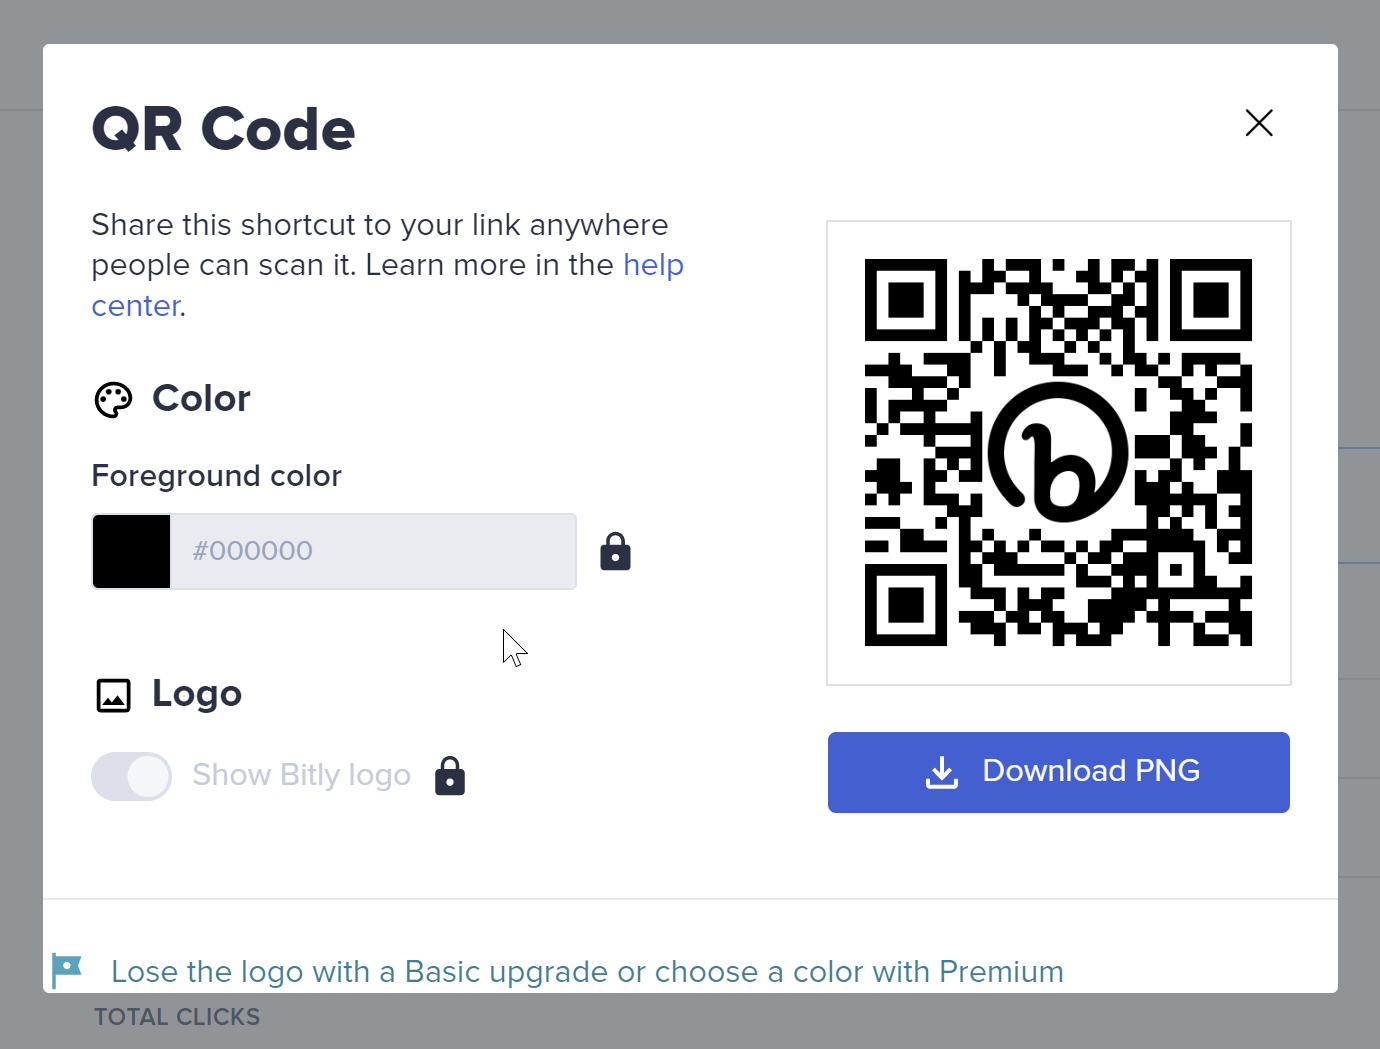 QR Code
Share this shortcut to your link anywhere
people can scan it. Learn more in the help
center.
Color
Foreground color
#000000
Logo
Show Bitly logo
b
Download PNG
Lose the logo with a Basic upgrade or choose a color with Premium
TOTAL CLICKS